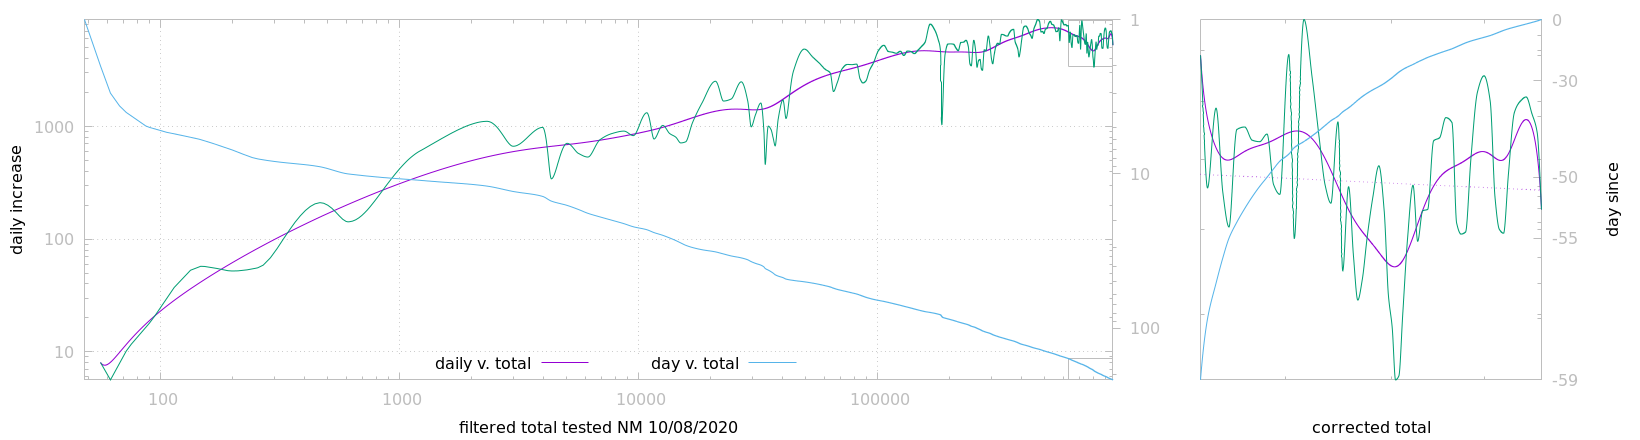 daily increase
1000
100
10
100
1000
10000
100000
filtered total tested NM 10/08/2020
daily v. total
day v. total
1
10
100
0
-30
-50
-55
-59
day since
corrected total